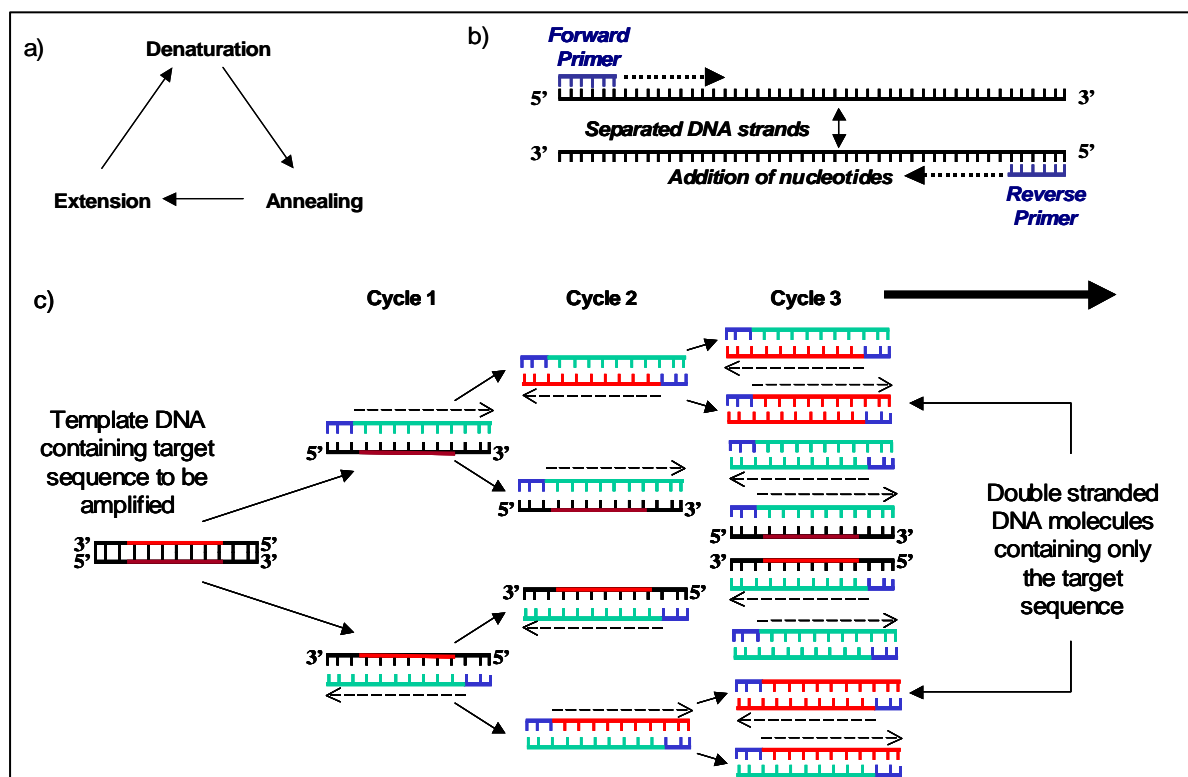 a)
Denaturation
Extension
Annealing
b)
Forward
Primer
5’
3’
Separated DNA strands
3’
5’
Addition of nucleotides
Reverse
Primer
c)
Cycle 1
Cycle 2
Cycle 3
Template DNA
containing target
sequence to be
amplified
3’
5’
5’
3’
5’
3’
3’
5’
5’
3’
3’
5’
5’
3’
3’
5’
Double stranded
DNA molecules
containing only
the target
sequence